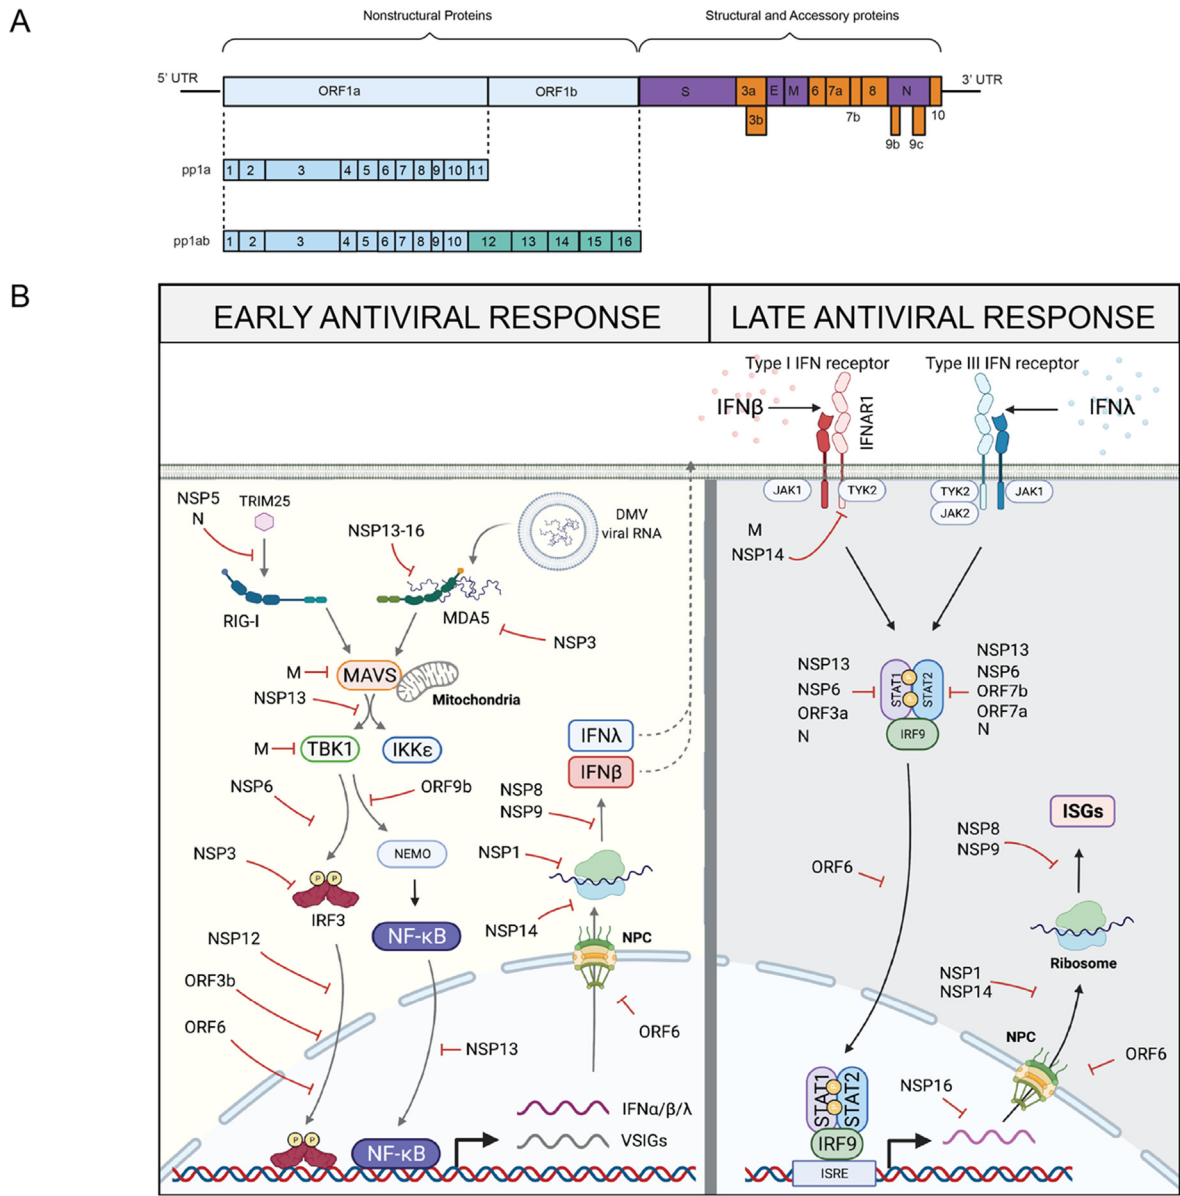 A
Nonstructural Proteins
Structural and Accessory proteins
5' UTR
ORF1a
ORF1b
S
3a
E
M
6
7a
8
N
3' UTR
3b
7b
10
9b
9c
pp1a
1 2 3 4 5 6 7 8 9 10 11
pp1ab
1 2 3 4 5 6 7 8 9 10 12 13 14 15 16
B
EARLY ANTIVIRAL RESPONSE
LATE ANTIVIRAL RESPONSE
NSP5
N
TRIM25
NSP13-16
DMV
viral RNA
RIG-I
MDA5
NSP3
M
MAVS
Mitochondria
NSP13
M
TBK1
IKKε
NSP6
ORF9b
NEMO
NSP3
P P
IRF3
NF-κB
NSP12
ORF3b
ORF6
NSP13
IFNλ
IFNβ
NSP8
NSP9
NSP1
NSP14
NPC
ORF6
IFNα/β/λ
VSIGs
P P
NF-κB
Type I IFN receptor
Type III IFN receptor
IFNβ
IFNAR1
IFNλ
JAK1
TYK2
TYK2
JAK2
JAK1
M
NSP14
NSP13
NSP6
ORF3a
N
STAT1
P
P
STAT2
IRF9
NSP13
NSP6
ORF7b
ORF7a
N
ISGs
NSP8
NSP9
ORF6
Ribosome
NSP1
NSP14
NPC
ORF6
NSP16
STAT1
P
P
STAT2
IRF9
ISRE